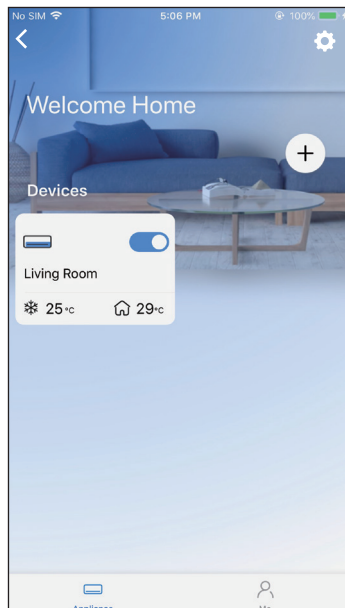 No SIM 5:06 PM 100%
Welcome Home
+
Devices
Living Room
25°C 29°C